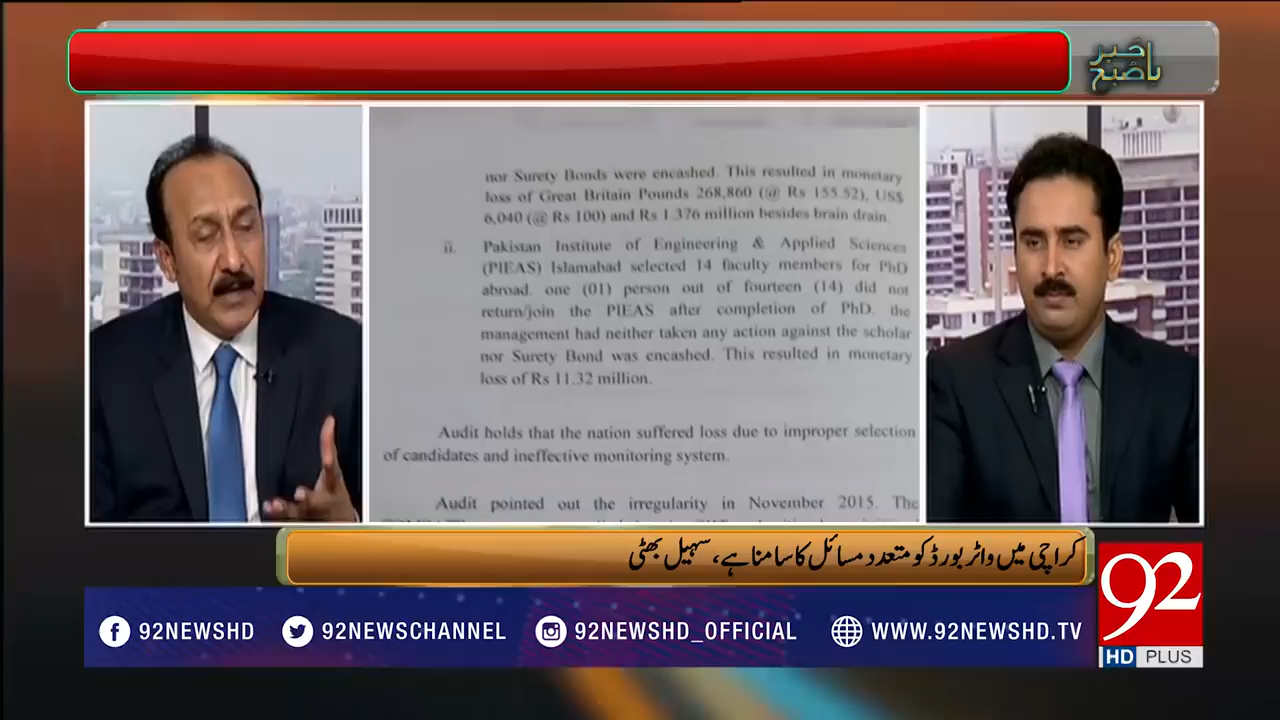 باخبر
صبح
nor Surety Bonds were encashed. This resulted in monetary
loss of Great Britain Pounds 268,860 (@ Rs 155.52), US$
6,040 (@ Rs 100) and Rs 1.376 million besides brain drain.
ii. Pakistan Institute of Engineering & Applied Sciences
(PIEAS) Islamabad selected 14 faculty members for PhD
abroad. one (01) person out of fourteen (14) did not
return/join the PIEAS after completion of PhD. the
management had neither taken any action against the scholar
nor Surety Bond was encashed. This resulted in monetary
loss of Rs 11.32 million.
Audit holds that the nation suffered loss due to improper selection
of candidates and ineffective monitoring system.
Audit pointed out the irregularity in November 2015. The
کراچی میں واٹر بورڈ کو متعدد مسائل کا سامنا ہے، سہیل بھٹی
92NEWSHD 92NEWSCHANNEL 92NEWSHD_OFFICIAL WWW.92NEWSHD.TV
92
HD PLUS